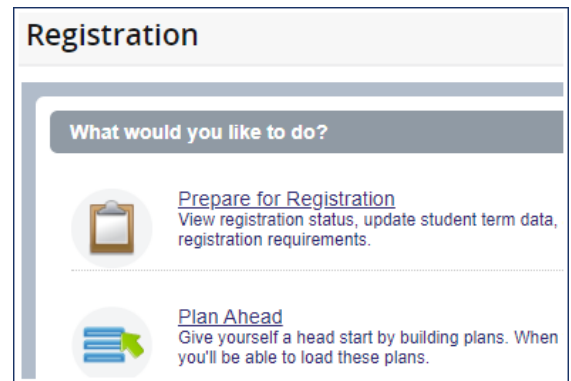 Registration
What would you like to do?
Prepare for Registration
View registration status, update student term data,
registration requirements.
Plan Ahead
Give yourself a head start by building plans. When
you'll be able to load these plans.